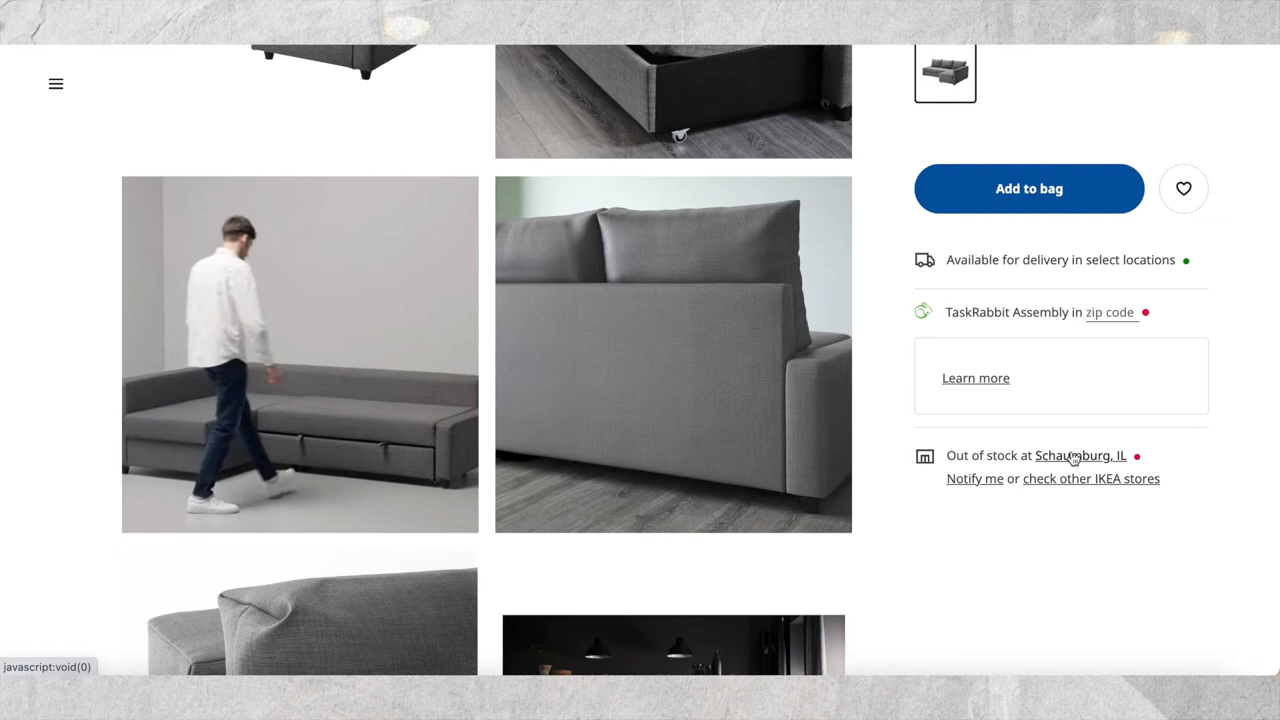 Add to bag
Available for delivery in select locations
TaskRabbit Assembly in zip code
Learn more
Out of stock at Schaumburg, IL
Notify me or check other IKEA stores
javascript:void(0)